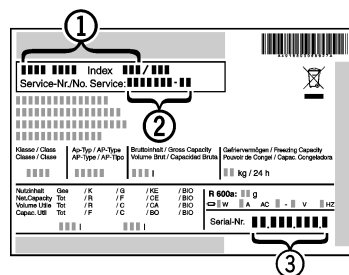 1
Index /
Service-Nr./No. Service: -
2
Klasse / Class Ap-Typ / AP-Type Bruttoinhalt / Gross Capacity Gefriervermögen / Freezing Capacity
Classe / Clase AP-Type / AP-Tipo Volume Brut / Capacidad Bruta Pouvoir de Congel / Capac. Congeladora
l kg / 24 h
Nutzinhalt Ges / K / G / KE / BIO
Net.Capacity Tot / R / F / CE / BIO
Volume Utile Tot / R / C / CA / BIO
Capac. Util Tot / F / C / BO / BIO
l l
R 600a: g
W A AC - V HZ
Serial-Nr. . . .
3